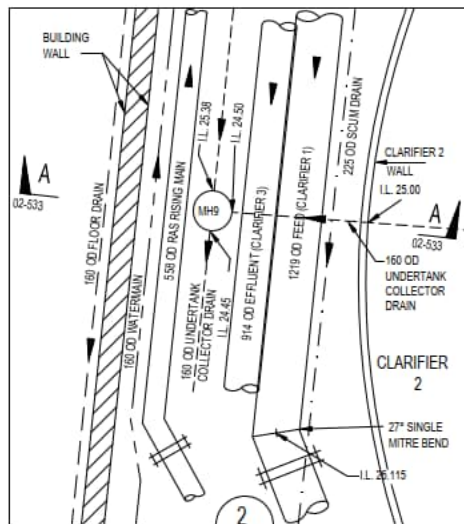 BUILDING
WALL
A
02-533
160 OD FLOOR DRAIN
160 OD WATERMAIN
558 OD RAS RISING MAIN
I.L. 25.38
I.L. 24.50
MH9
160 OD UNDERTANK
COLLECTOR DRAIN
I.L. 24.45
914 OD EFFLUENT (CLARIFIER 3)
1219 OD FEED (CLARIFIER 1)
225 OD SCUM DRAIN
CLARIFIER 2
WALL
I.L. 25.00
A
02-533
160 OD
UNDERTANK
COLLECTOR
DRAIN
CLARIFIER
2
27° SINGLE
MITRE BEND
I.L. 26.115
2